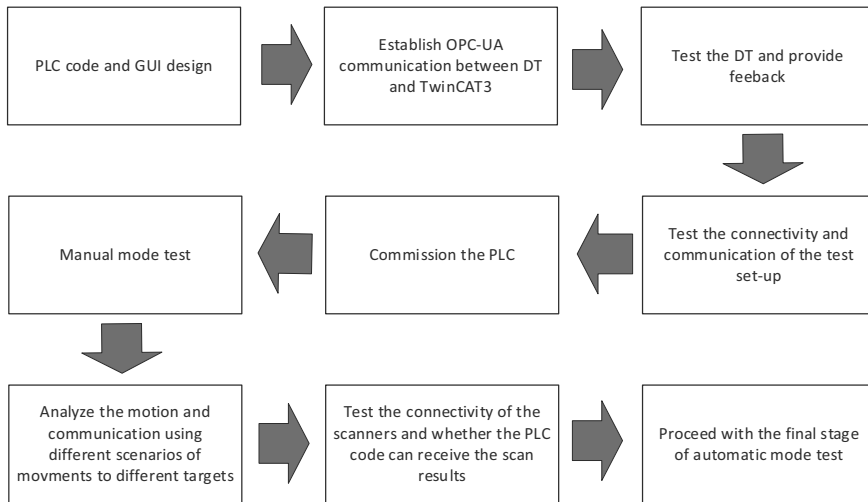 PLC code and GUI design
Establish OPC-UA
communication between DT
and TwinCAT3
Test the DT and provide
feeback
Test the connectivity and
communication of the test
set-up
Commission the PLC
Manual mode test
Analyze the motion and
communication using
different scenarios of
movments to different targets
Test the connectivity of the
scanners and whether the PLC
code can receive the scan
results
Proceed with the final stage
of automatic mode test